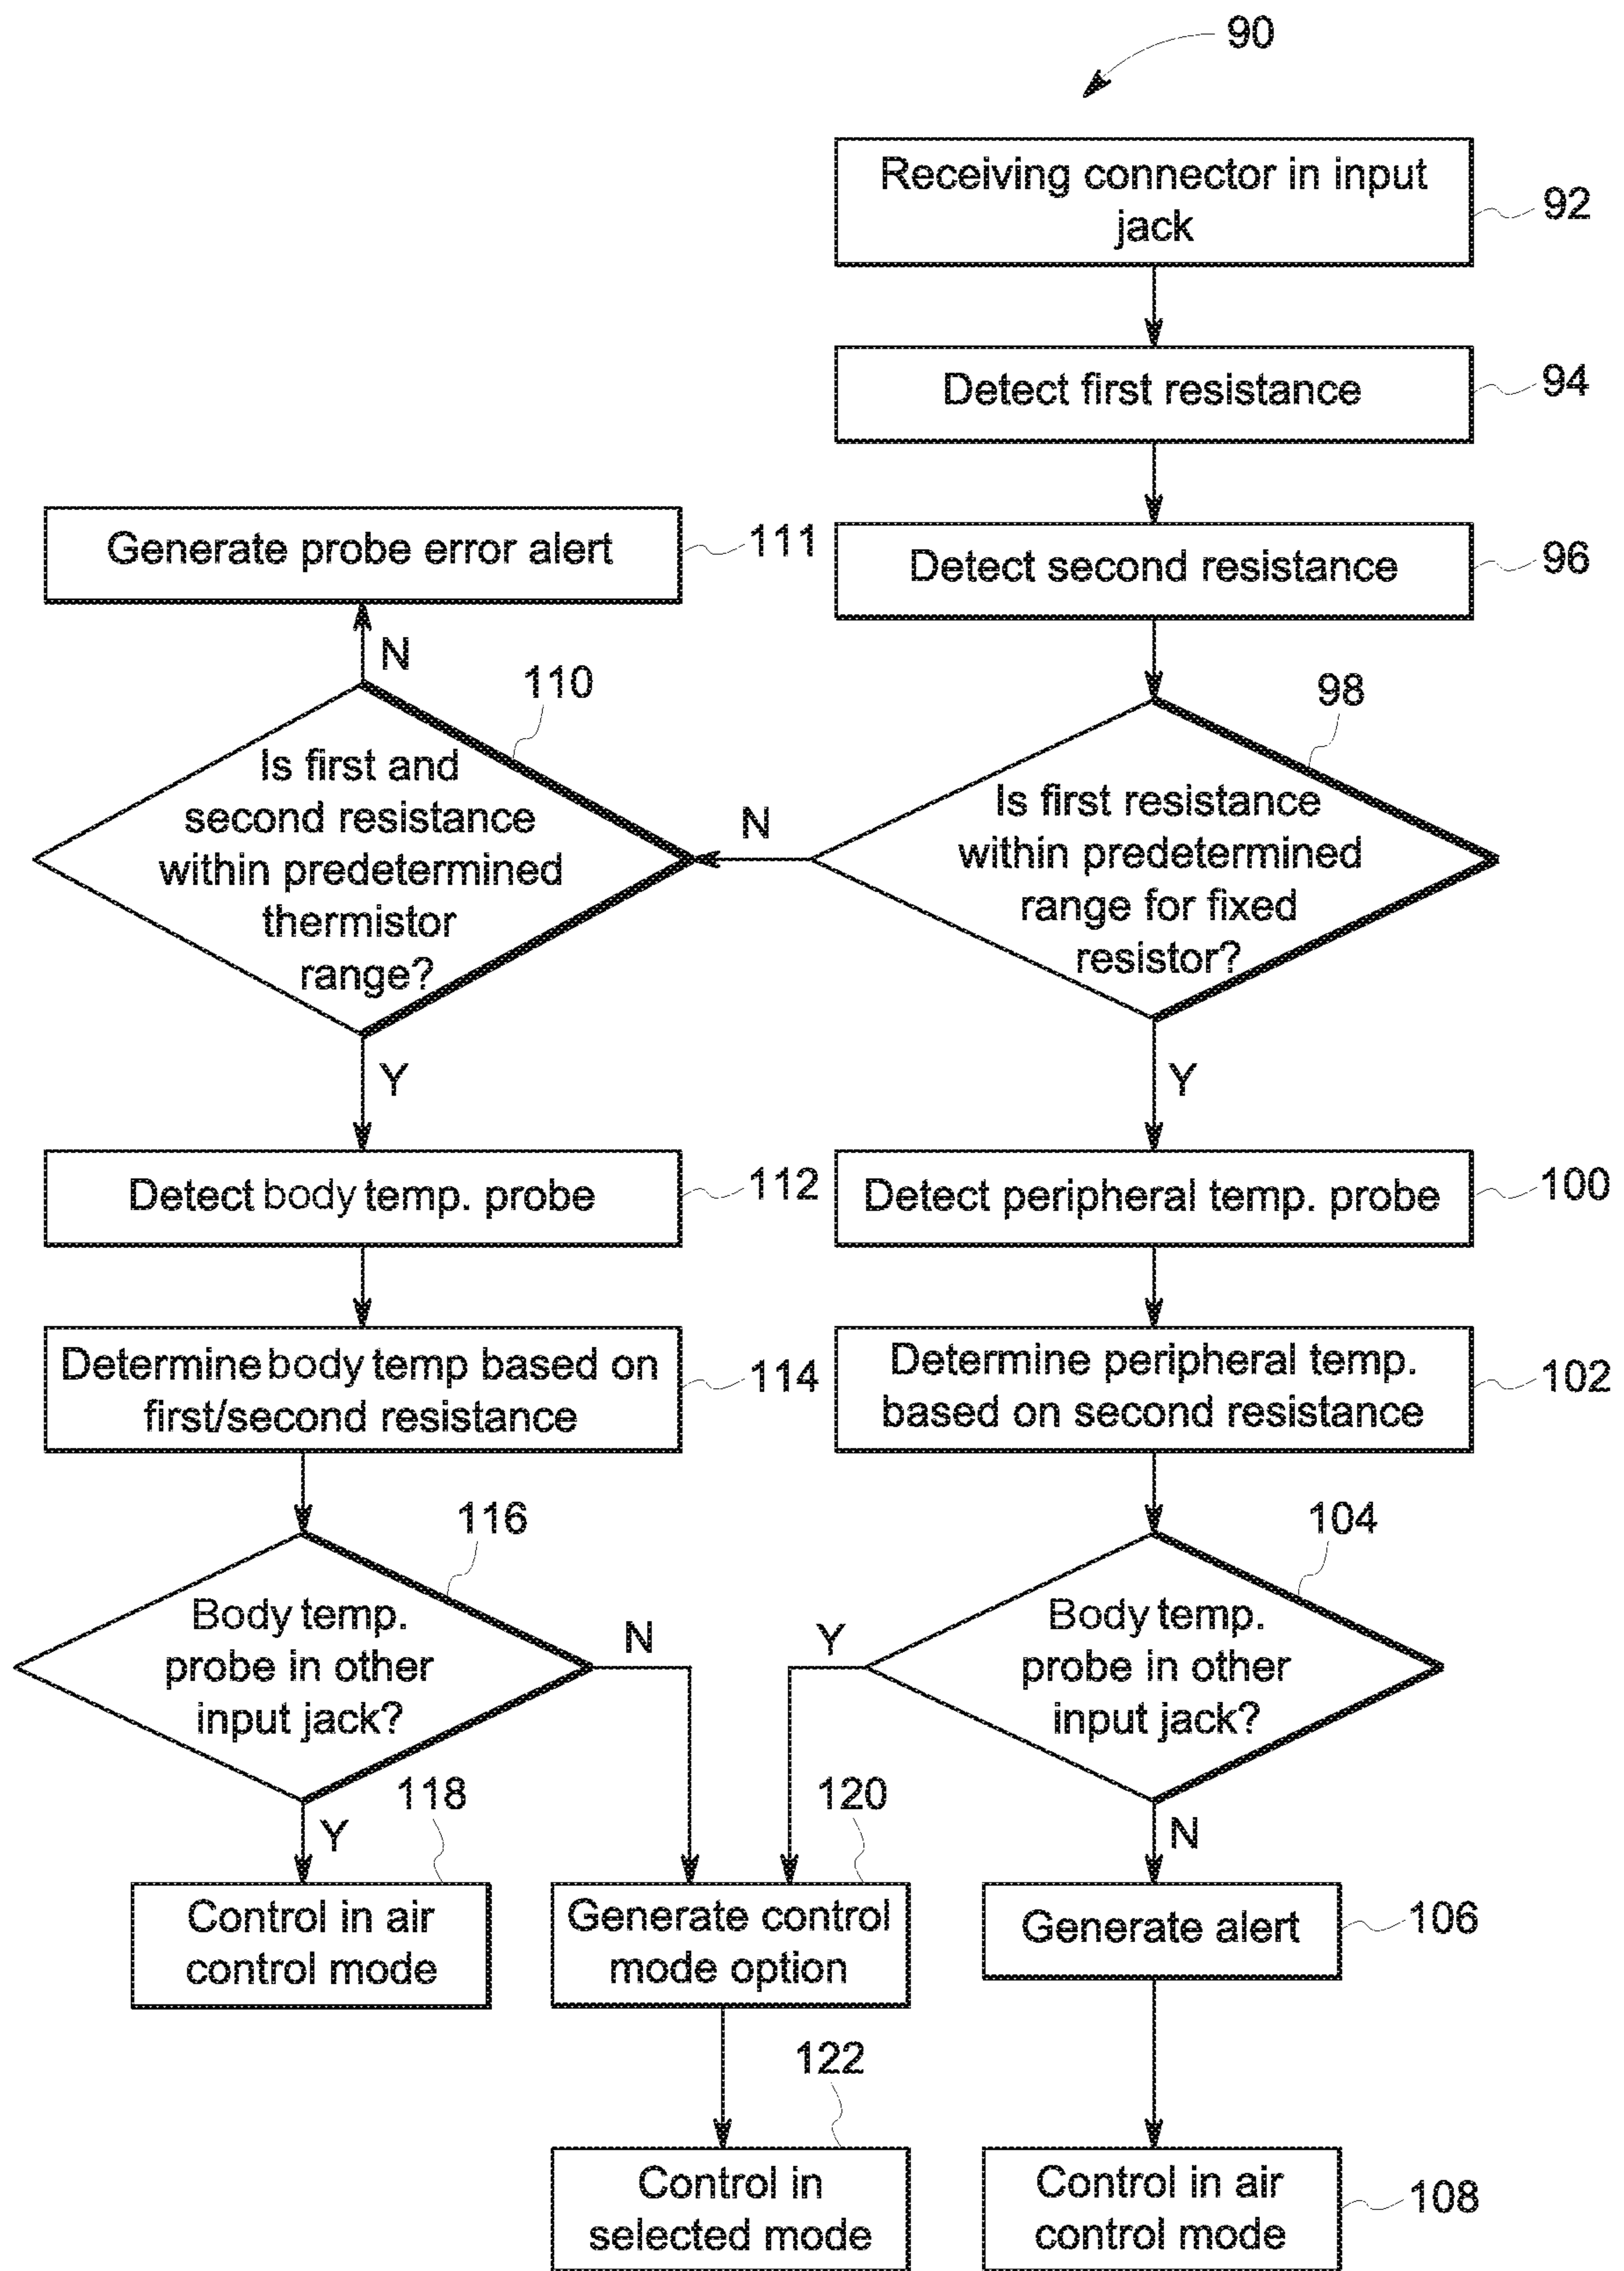 90
Receiving connector in input
jack
92
Detect first resistance
94
Detect second resistance
96
Generate probe error alert
111
N
110
98
Is first and
second resistance
within predetermined
thermistor
range?
N
Is first resistance
within predetermined
range for fixed
resistor?
Y
Y
Detect body temp. probe
112
Detect peripheral temp. probe
100
Determine body temp based on
first/second resistance
114
Determine peripheral temp.
based on second resistance
102
116
104
Body temp.
probe in other
input jack?
N
Y
Body temp.
probe in other
input jack?
118
120
Y
N
Control in air
control mode
Generate control
mode option
Generate alert
106
122
Control in
selected mode
Control in air
control mode
108